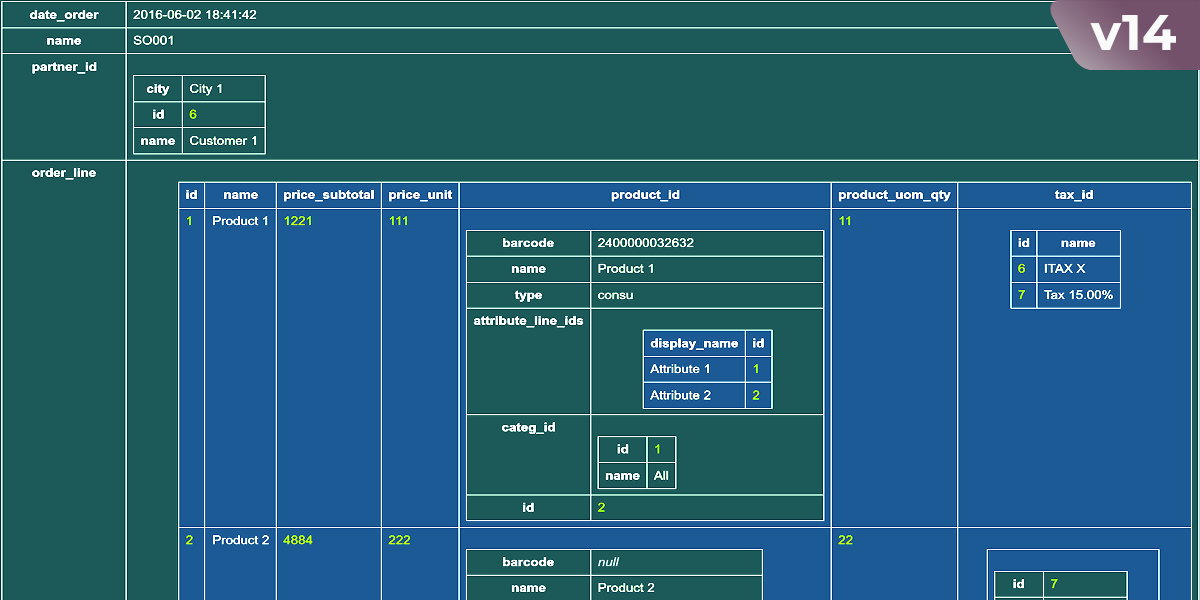 date_order 2016-06-02 18:41:42
v14
name SO001
partner_id
city City 1
id 6
name Customer 1
order_line
id name price_subtotal price_unit product_id product_uom_qty tax_id
1 Product 1 1221 111 11
barcode 2400000032632 id name
name Product 1 6 ITAX X
type consu 7 Tax 15.00%
attribute_line_ids
display_name id
Attribute 1 1
Attribute 2 2
categ_id
id 1
name All
id 2
2 Product 2 4884 222 22
barcode null
name Product 2 id 7